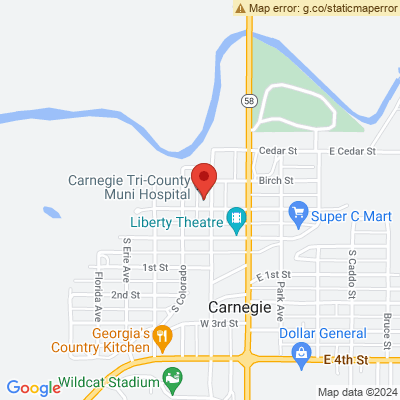 Map error: g.co/staticmaperror
58
Cedar St
E Cedar St
Carnegie Tri-County
Muni Hospital
Birch St
Super C Mart
Liberty Theatre
S Erie Ave
Florida Ave
1st St
2nd St
S Colorado
E 1st St
Park Ave
S Caddo St
Bruce St
Carnegie
W 3rd St
Georgia's
Country Kitchen
Dollar General
E 4th St
Wildcat Stadium
Google
Map data ©2024